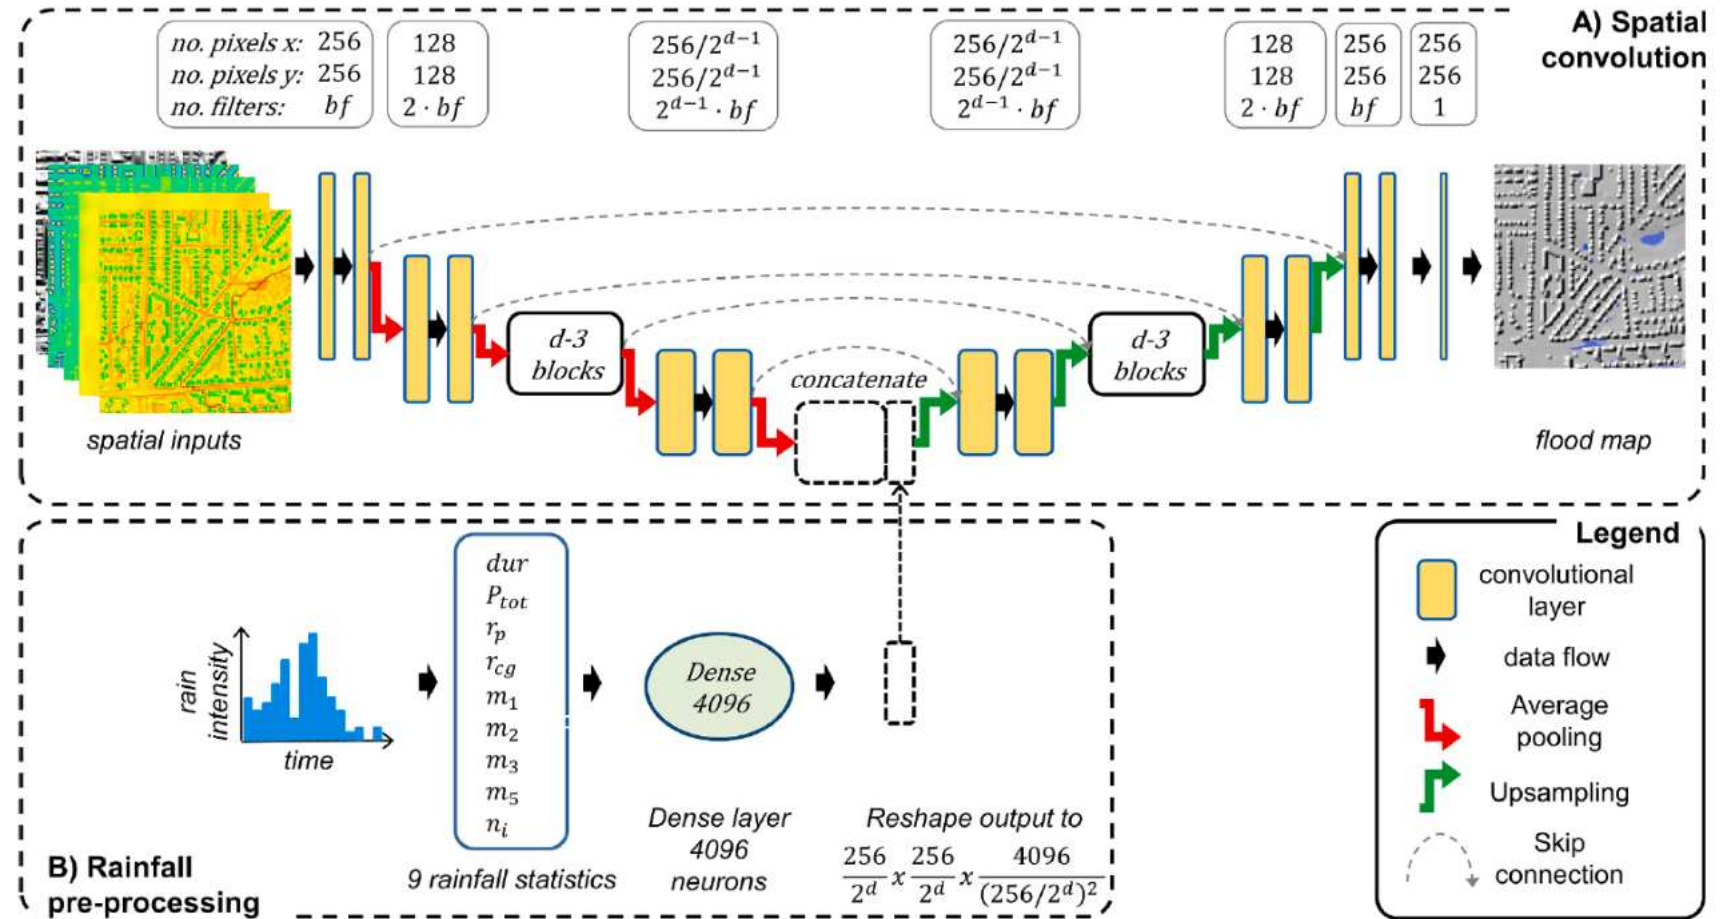 A) Spatial
convolution
no. pixels x: 256
no. pixels y: 256
no. filters: bf
128
128
2 · bf
256/2^{d−1}
256/2^{d−1}
2^{d−1} · bf
256/2^{d−1}
256/2^{d−1}
2^{d−1} · bf
128
128
2 · bf
256
256
bf
256
256
1
d-3
blocks
concatenate
d-3
blocks
spatial inputs
flood map
rain
intensity
time
dur
P_{tot}
r_p
r_{cg}
m_1
m_2
m_3
m_5
n_i
9 rainfall statistics
Dense
4096
Dense layer
4096
neurons
Reshape output to
256/2^d x 256/2^d x 4096/(256/2^d)^2
B) Rainfall
pre-processing
Legend
convolutional
layer
data flow
Average
pooling
Upsampling
Skip
connection